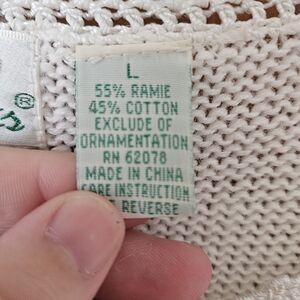 L
55% RAMIE
45% COTTON
EXCLUDE OF
ORNAMENTATION
RN 62078
MADE IN CHINA
CARE INSTRUCTION
REVERSE
®